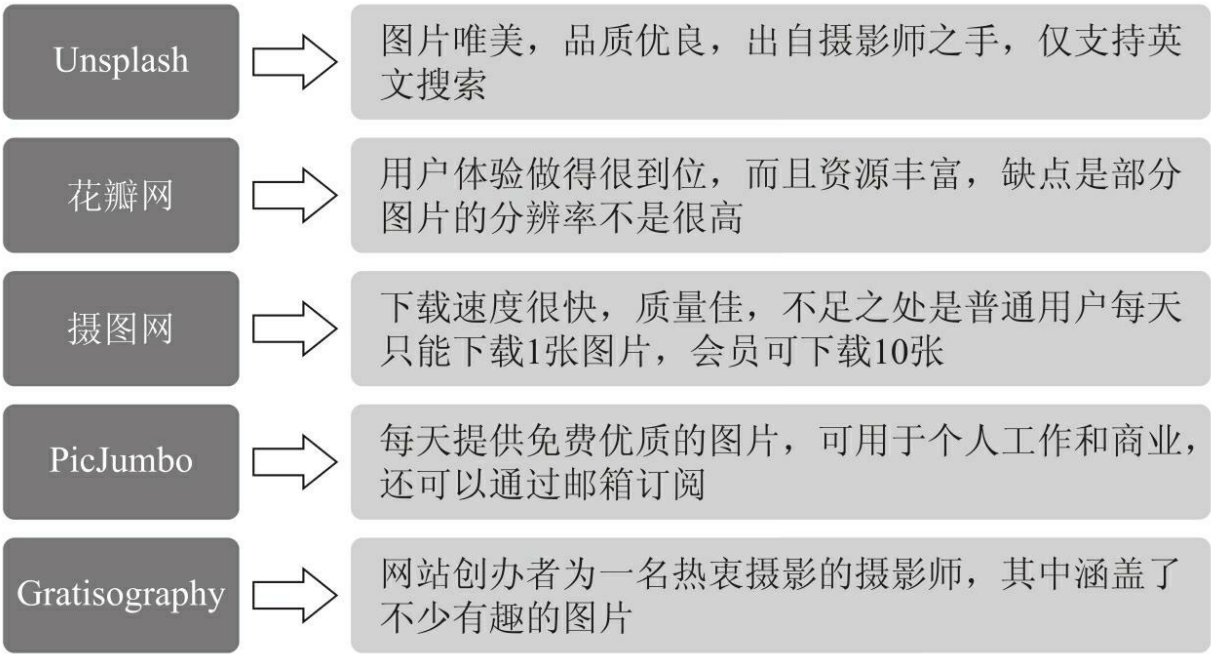 Unsplash
图片唯美，品质优良，出自摄影师之手，仅支持英
文搜索
花瓣网
用户体验做得很到位，而且资源丰富，缺点是部分
图片的分辨率不是很高
摄图网
下载速度很快，质量佳，不足之处是普通用户每天
只能下载1张图片，会员可下载10张
PicJumbo
每天提供免费优质的图片，可用于个人工作和商业，
还可以通过邮箱订阅
Gratisography
网站创办者为一名热衷摄影的摄影师，其中涵盖了
不少有趣的图片